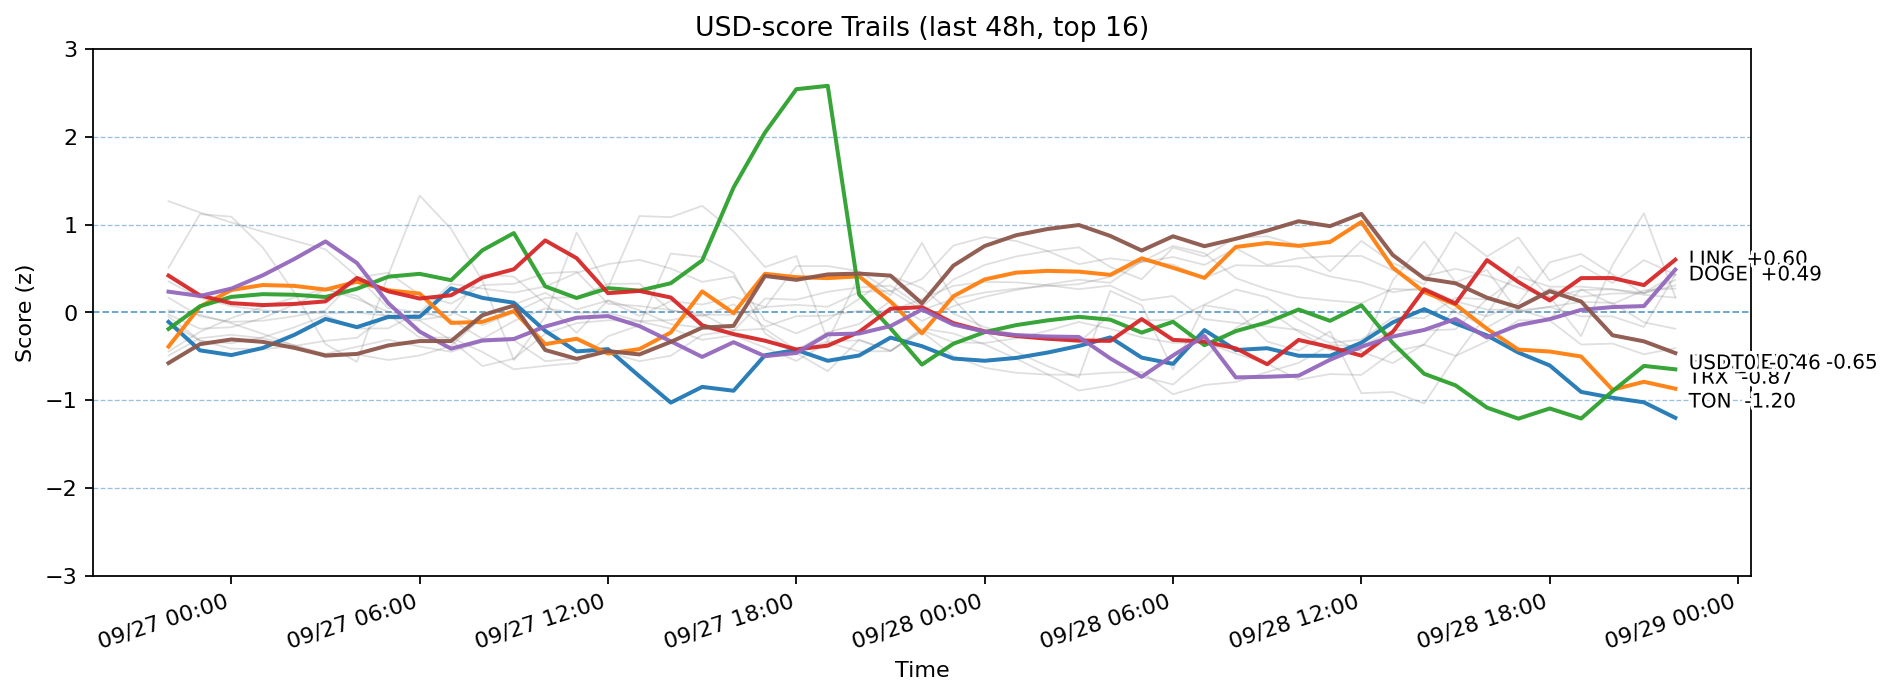 USD-score Trails (last 48h, top 16)
Score (z)
3
2
1
0
−1
−2
−3
LINK +0.60
DOGE +0.49
-0.46 -0.65
TRX -0.87
TON -1.20
09/27 00:00
09/27 06:00
09/27 12:00
09/27 18:00
09/28 00:00
09/28 06:00
09/28 12:00
09/28 18:00
09/29 00:00
Time